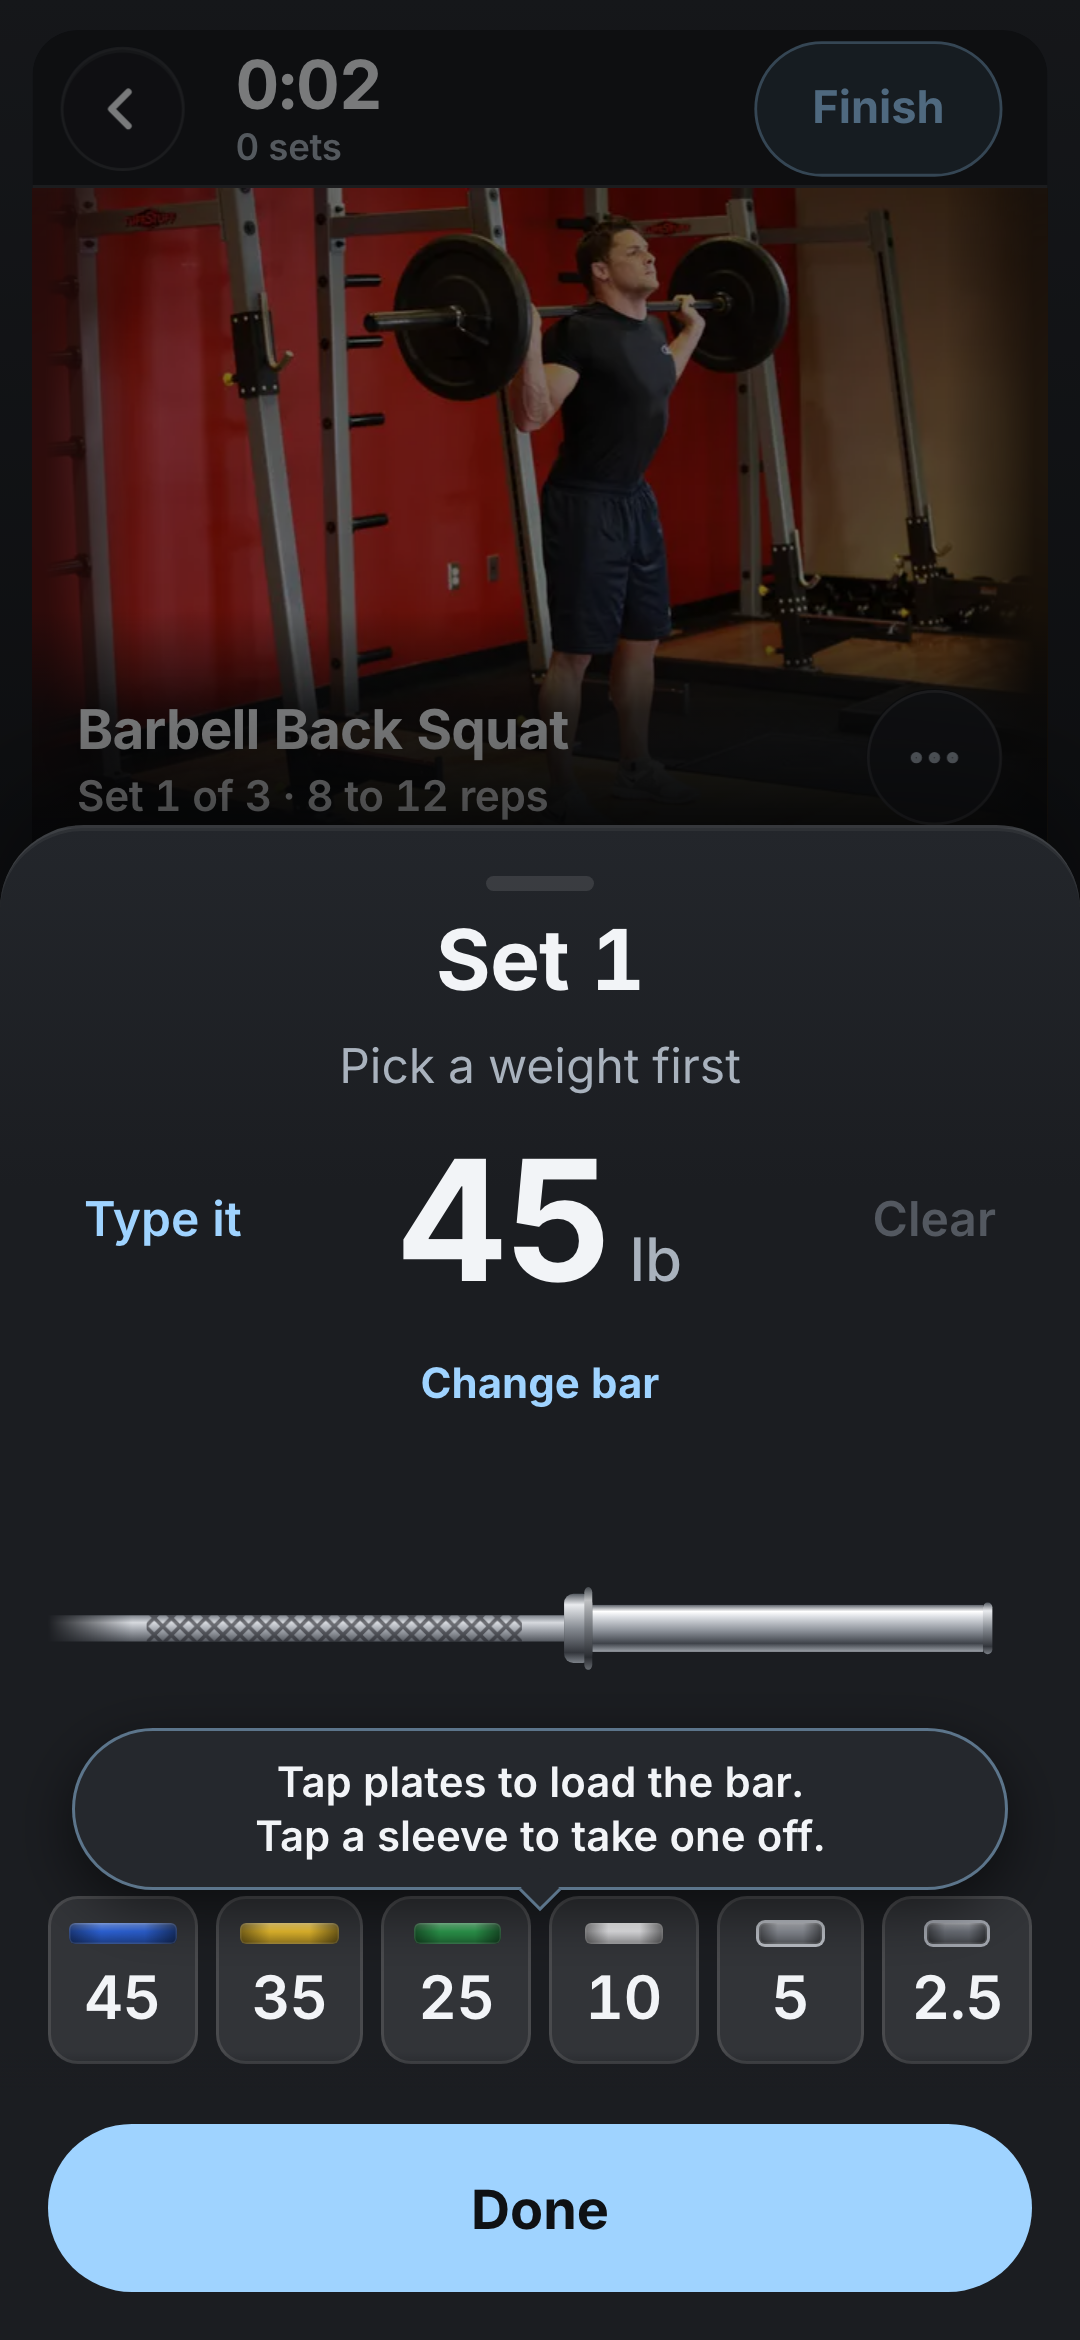 0:02
0 sets
Finish
Barbell Back Squat
Set 1 of 3 · 8 to 12 reps
Set 1
Pick a weight first
Type it
45 lb
Clear
Change bar
Tap plates to load the bar.
Tap a sleeve to take one off.
45
35
25
10
5
2.5
Done